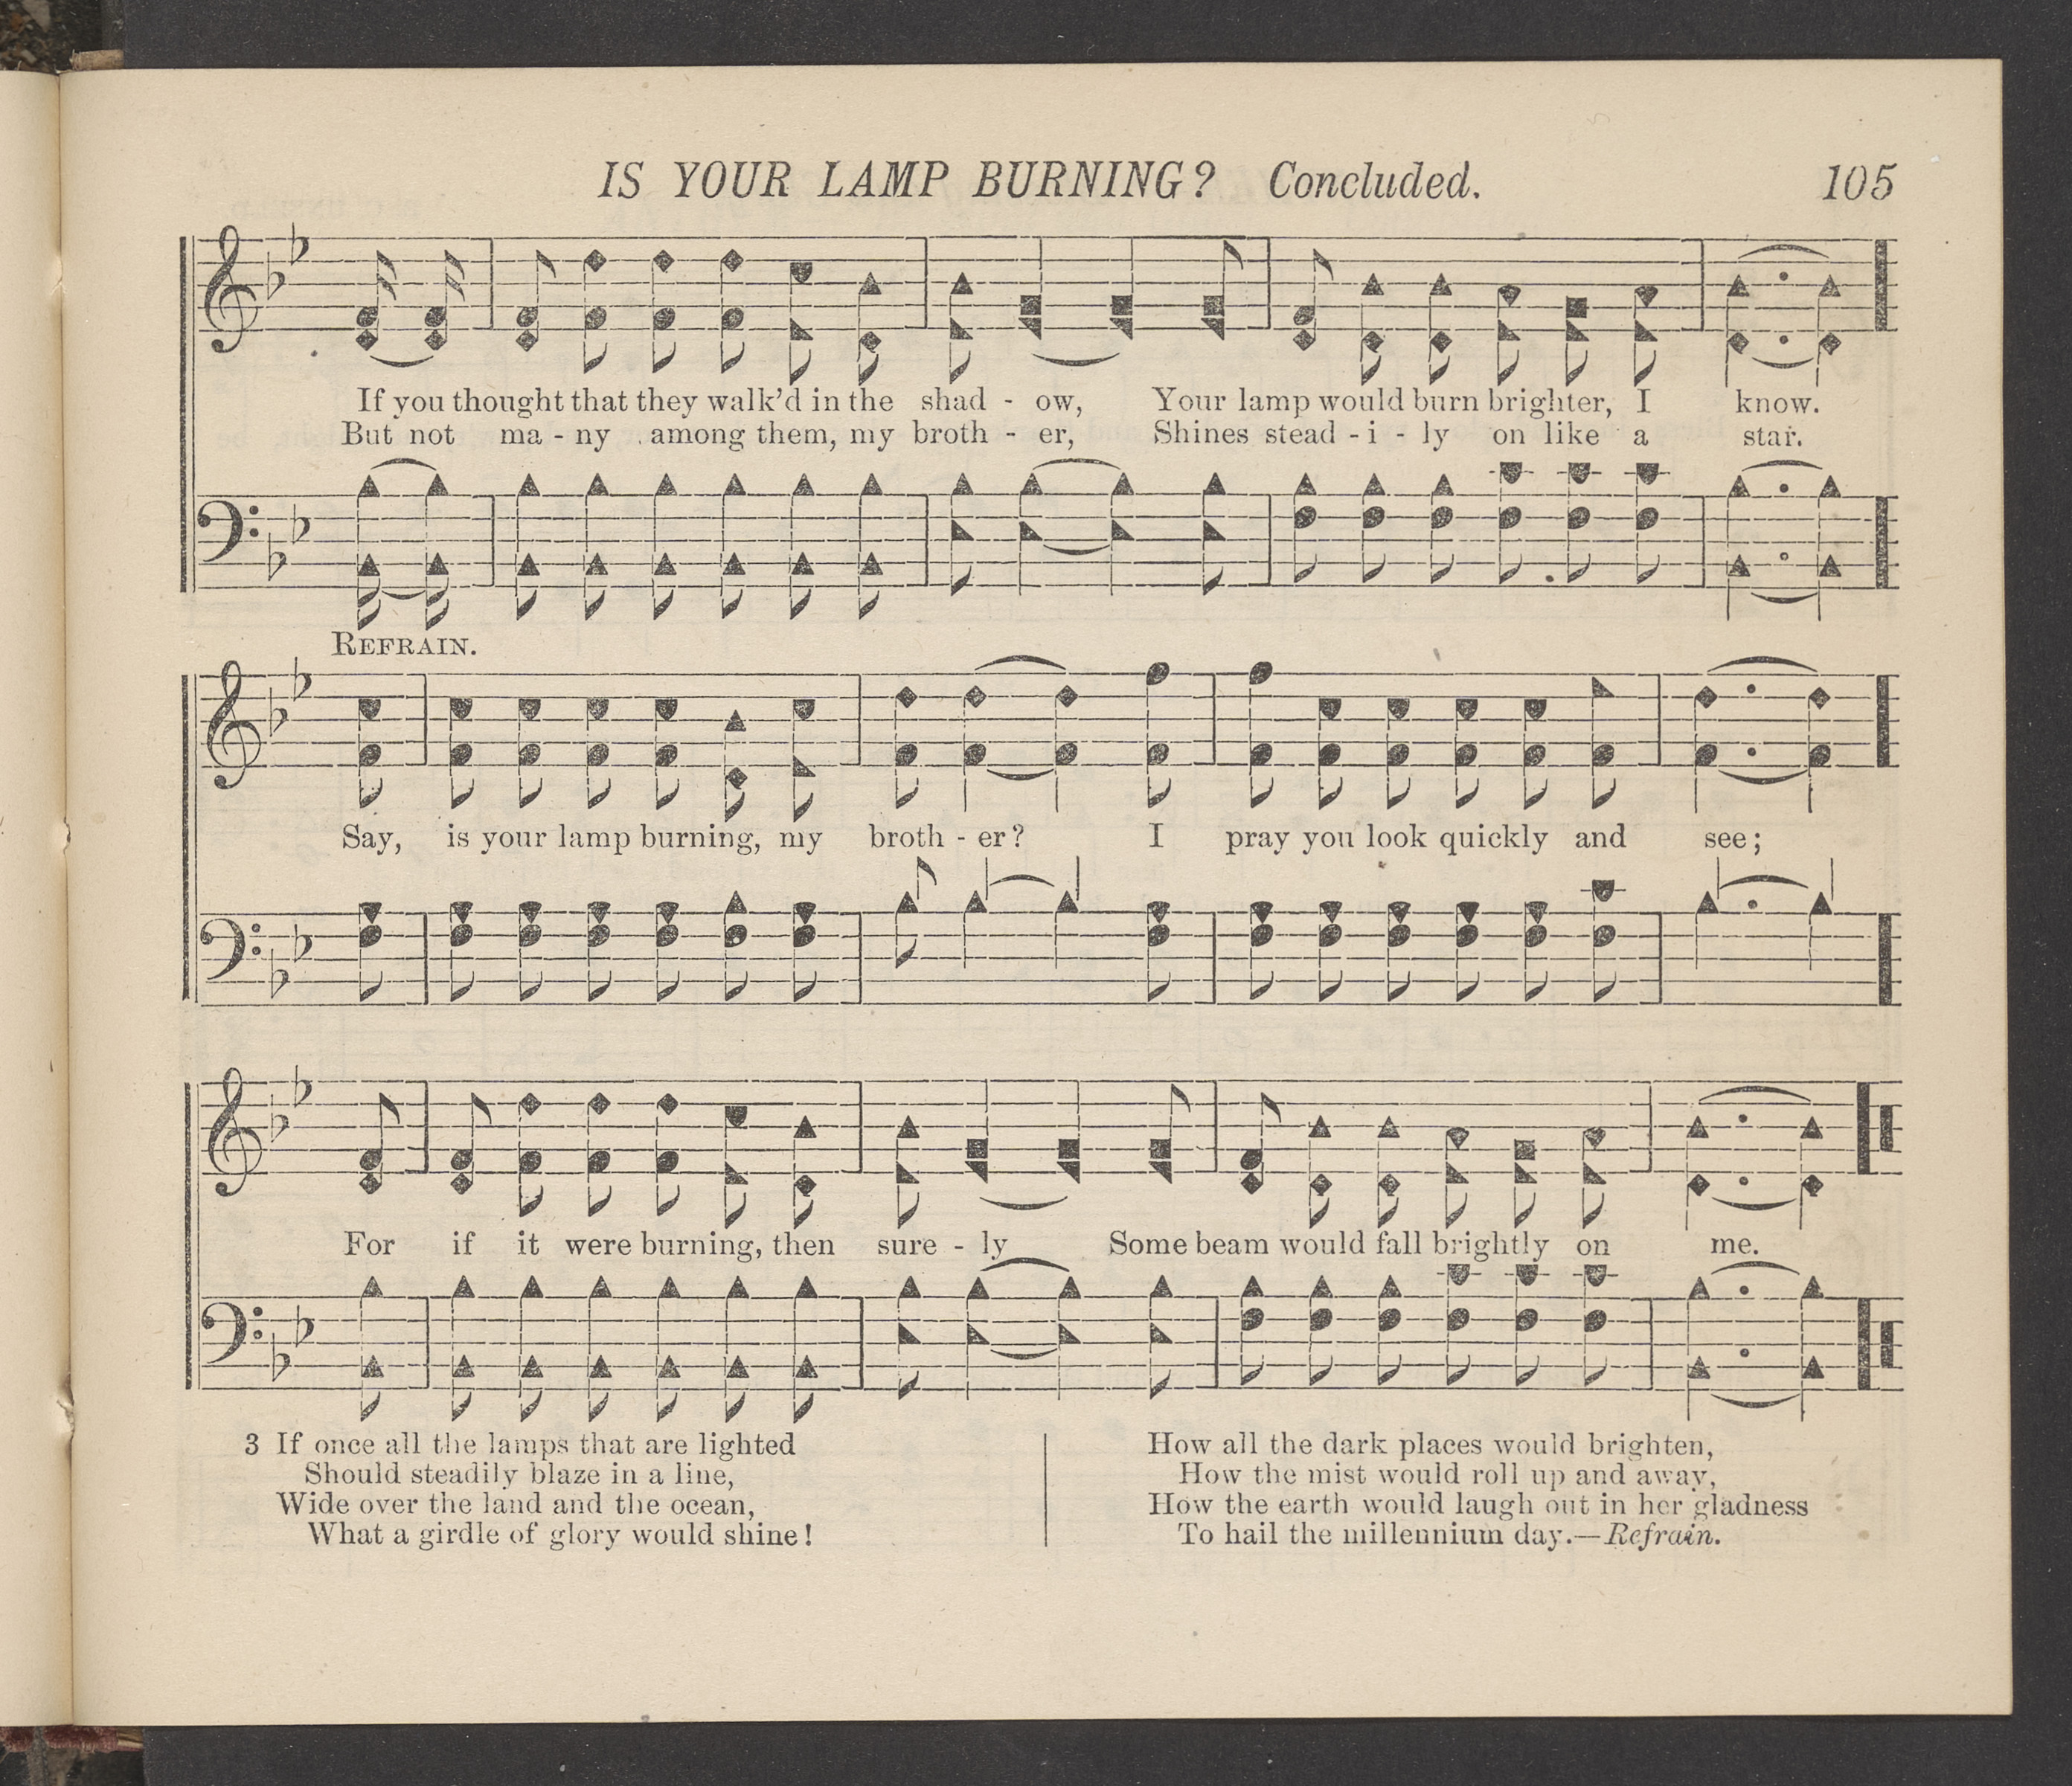 IS YOUR LAMP BURNING? Concluded.
105
If you thought that they walk'd in the shad - ow, Your lamp would burn brighter, I know.
But not ma - ny among them, my broth - er, Shines stead - i - ly on like a star.
REFRAIN.
Say, is your lamp burning, my broth - er? I pray you look quickly and see;
For if it were burning, then sure - ly Some beam would fall brightly on me.
3 If once all the lamps that are lighted
Should steadily blaze in a line,
Wide over the land and the ocean,
What a girdle of glory would shine!
How all the dark places would brighten,
How the mist would roll up and away,
How the earth would laugh out in her gladness
To hail the millennium day.—Refrain.